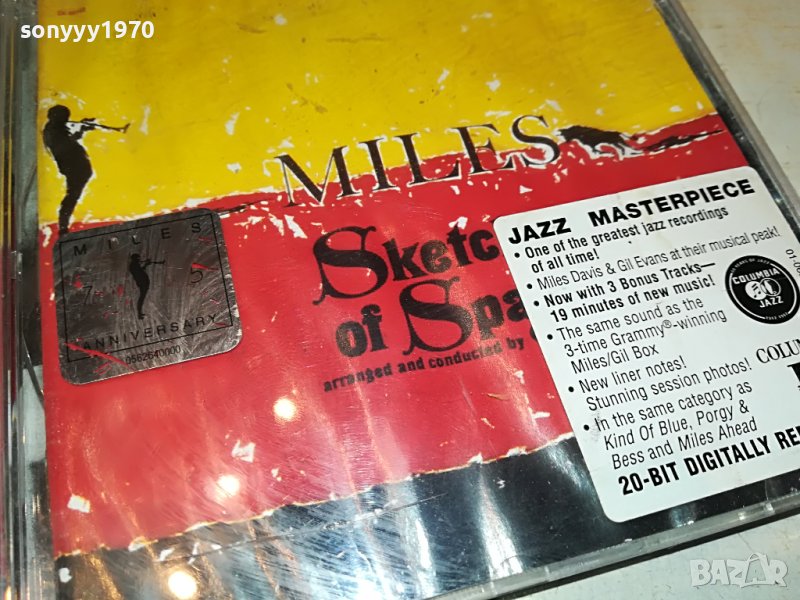 sonyyy1970
MILES
MILES
7 5
ANNIVERSARY
0562640000
Sketc
of Spa
arranged and conducted by
JAZZ MASTERPIECE
• One of the greatest jazz recordings
of all time!
• Miles Davis & Gil Evans at their musical peak!
• Now with 3 Bonus Tracks—
19 minutes of new music!
• The same sound as the
3-time Grammy®-winning
Miles/Gil Box
• New liner notes!
Stunning session photos!
• In the same category as
Kind Of Blue, Porgy &
Bess and Miles Ahead
20-BIT DIGITALLY RE
COLUMBIA
JAZZ
COLUM
BAZAR